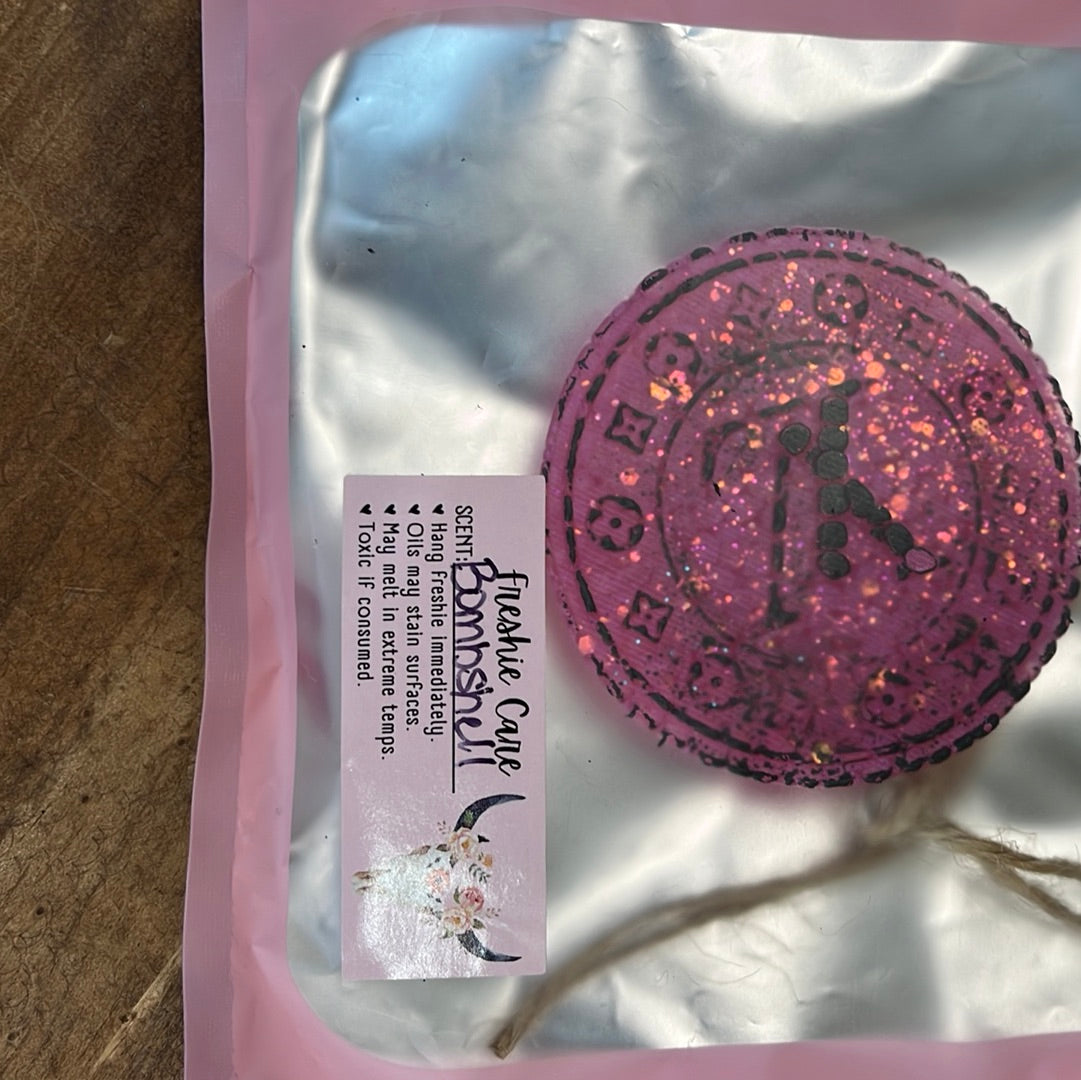 Freshie Care
SCENT: Bombshell
♥ Hang freshie immediately.
♥ Oils may stain surfaces.
♥ May melt in extreme temps.
♥ Toxic if consumed.